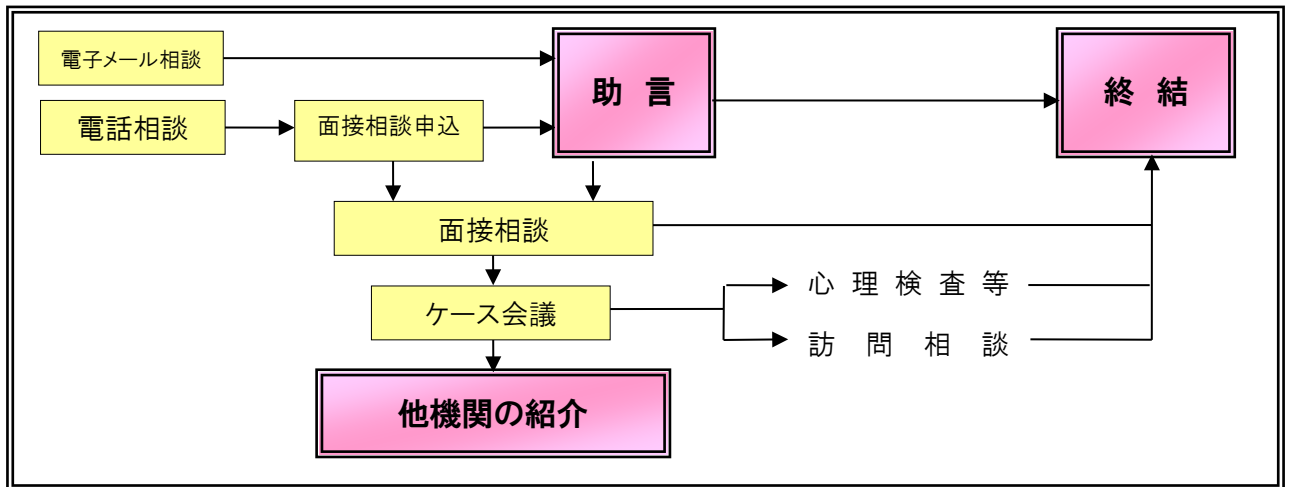 電子メール相談
助 言
終 結
電話相談
面接相談申込
面接相談
心 理 検 査 等
ケース会議
訪 問 相 談
他機関の紹介